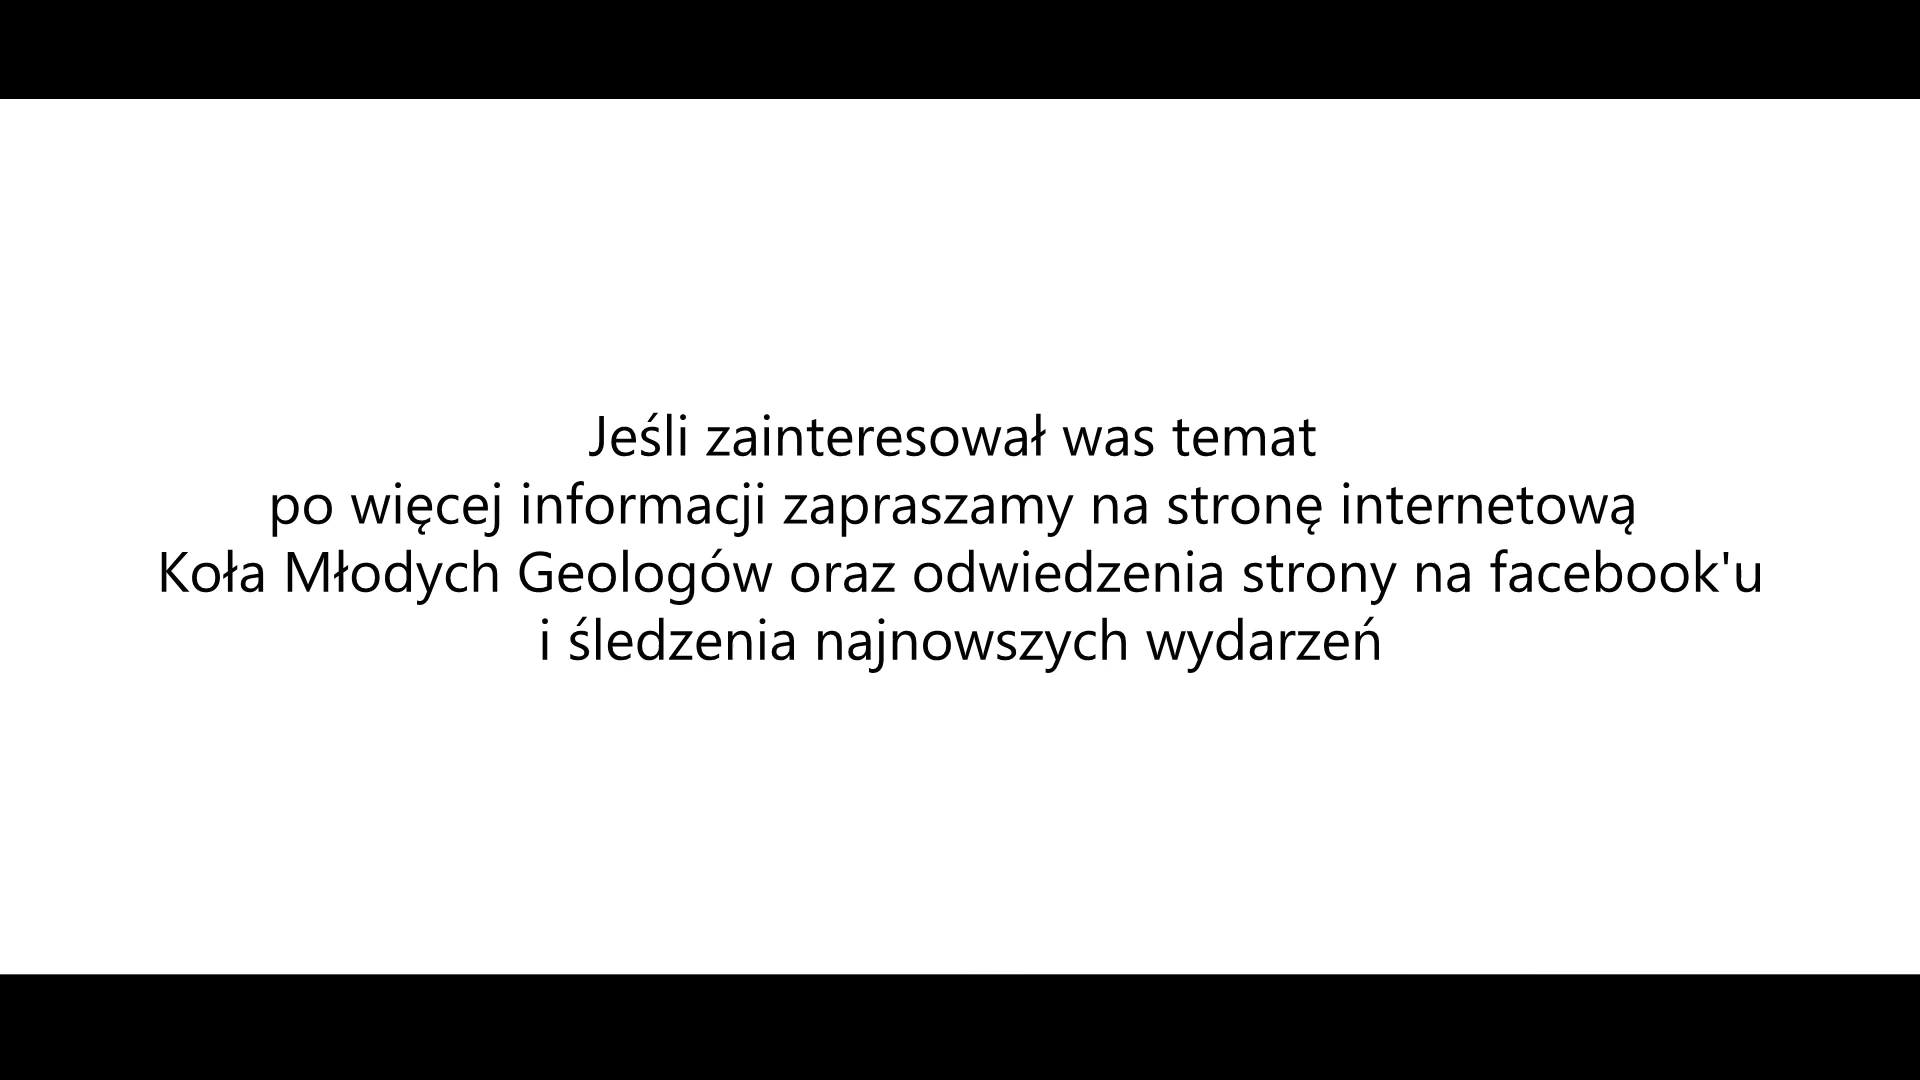 Jeśli zainteresował was temat
po więcej informacji zapraszamy na stronę internetową
Koła Młodych Geologów oraz odwiedzenia strony na facebook'u
i śledzenia najnowszych wydarzeń